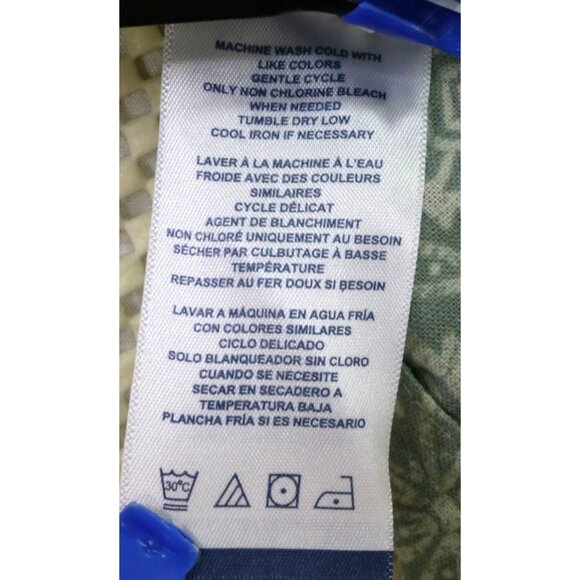 MACHINE WASH COLD WITH
LIKE COLORS
GENTLE CYCLE
ONLY NON CHLORINE BLEACH
WHEN NEEDED
TUMBLE DRY LOW
COOL IRON IF NECESSARY
LAVER À LA MACHINE À L'EAU
FROIDE AVEC DES COULEURS
SIMILAIRES
CYCLE DÉLICAT
AGENT DE BLANCHIMENT
NON CHLORÉ UNIQUEMENT AU BESOIN
SÉCHER PAR CULBUTAGE À BASSE
TEMPÉRATURE
REPASSER AU FER DOUX SI BESOIN
LAVAR A MÁQUINA EN AGUA FRÍA
CON COLORES SIMILARES
CICLO DELICADO
SOLO BLANQUEADOR SIN CLORO
CUANDO SE NECESITE
SECAR EN SECADERO A
TEMPERATURA BAJA
PLANCHA FRÍA SI ES NECESARIO
30°C